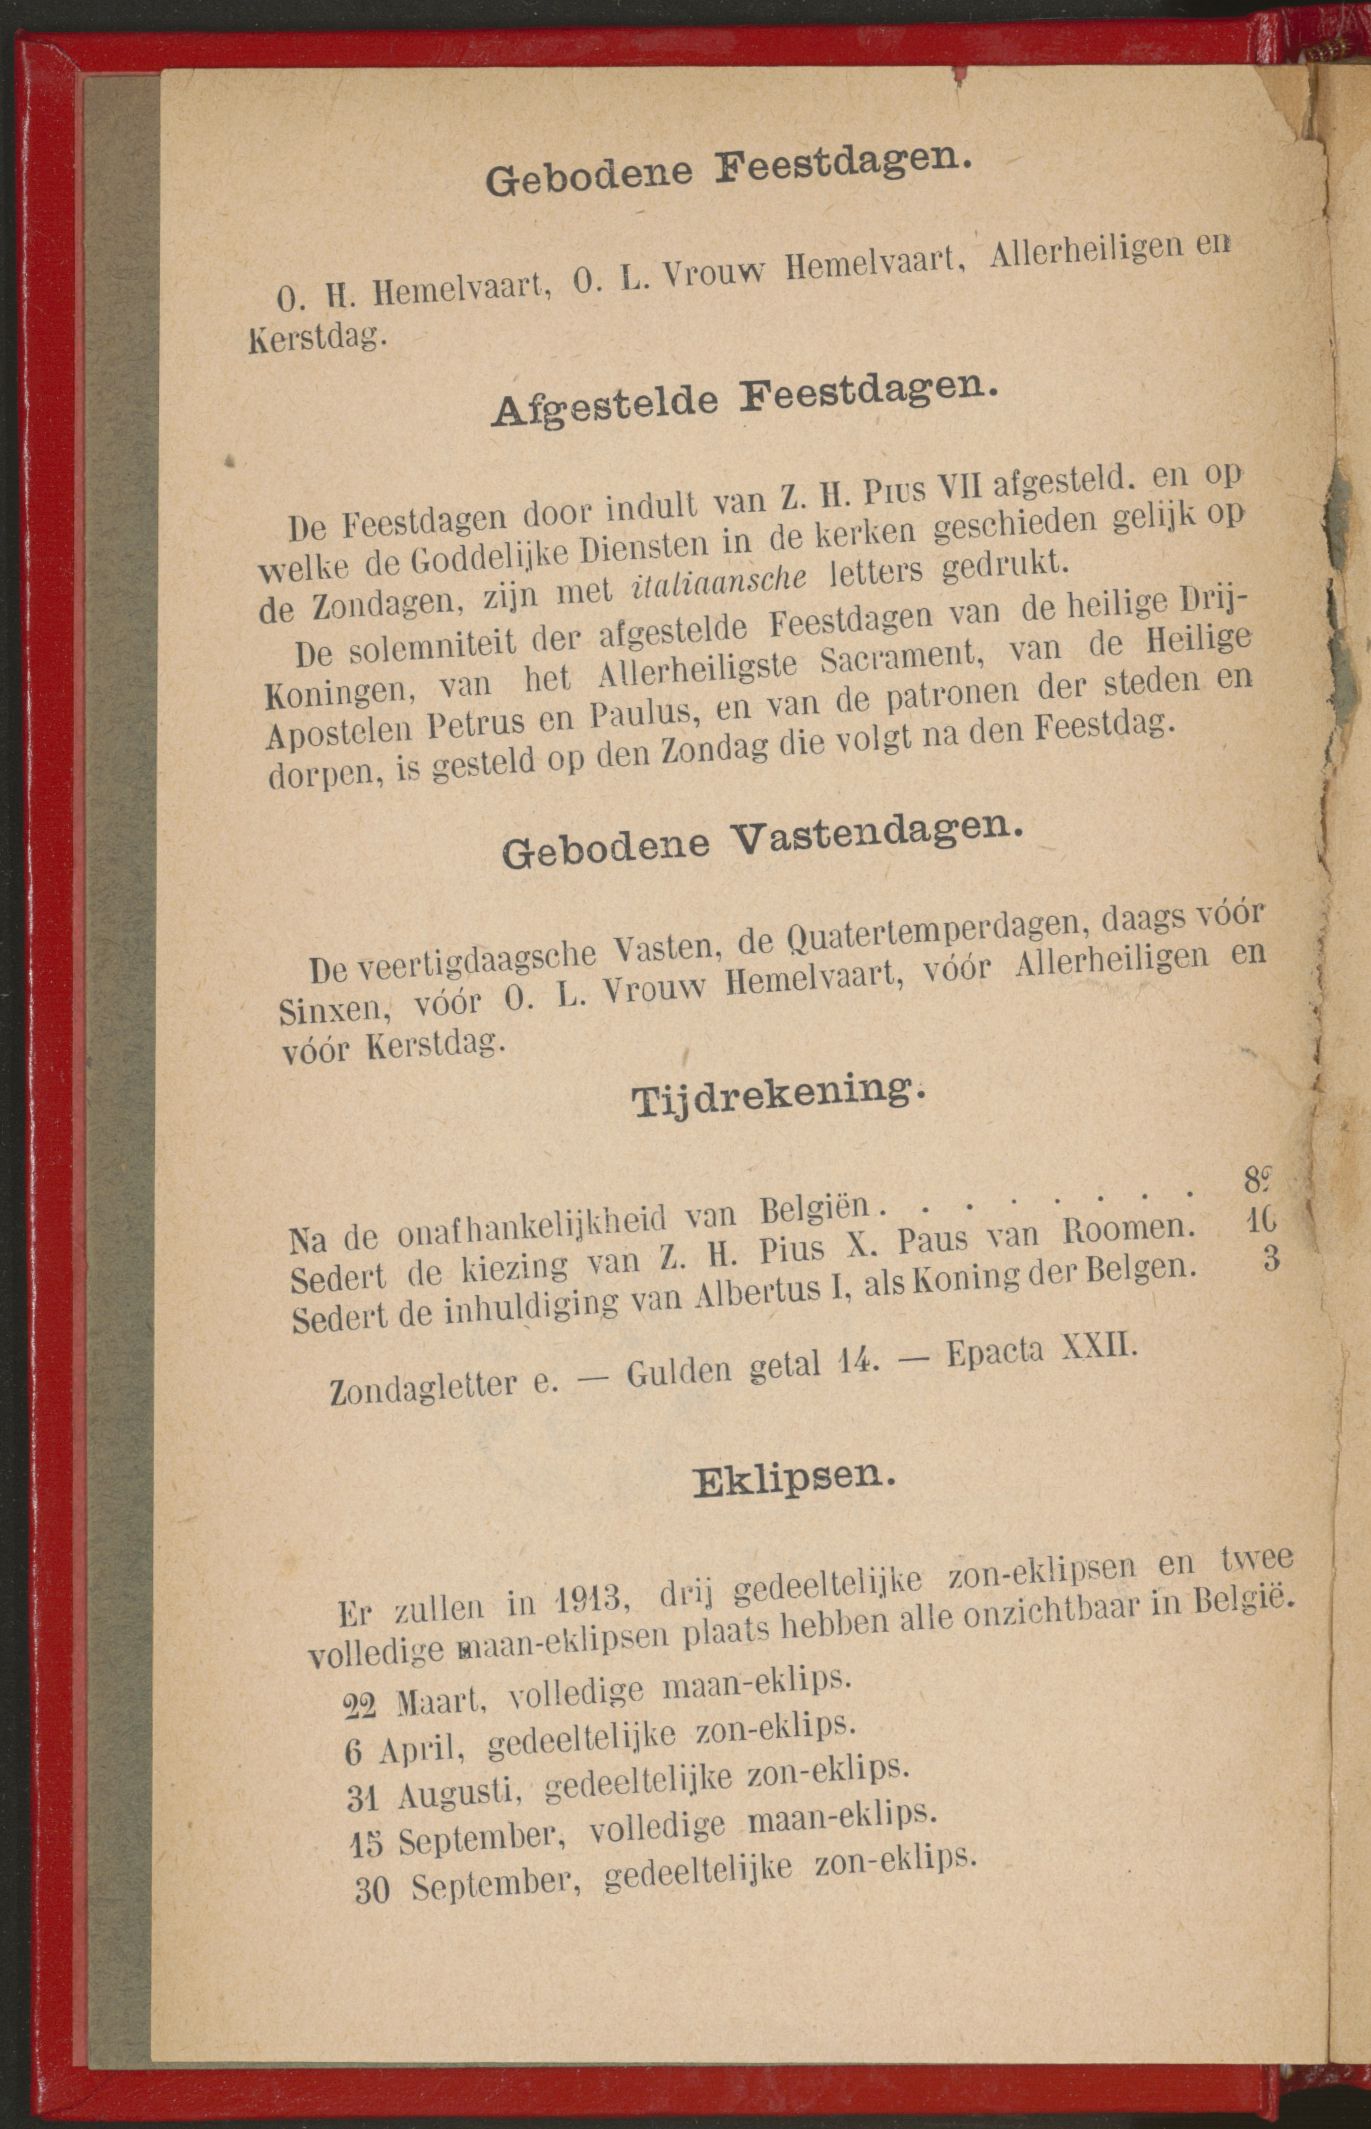 Gebodene Feestdagen.
O. H. Hemelvaart, O. L. Vrouw Hemelvaart, Allerheiligen en
Kerstdag.
Afgestelde Feestdagen.
De Feestdagen door indult van Z. H. PIUS VII afgesteld. en op
welke de Goddelijke Diensten in de kerken geschieden gelijk op
de Zondagen, zijn met italiaansche letters gedrukt.
De solemniteit der afgestelde Feestdagen van de heilige Drij-
Koningen, van het Allerheiligste Sacrament, van de Heilige
Apostelen Petrus en Paulus, en van de patronen der steden en
dorpen, is gesteld op den Zondag die volgt na den Feestdag.
Gebodene Vastendagen.
De veertigdaagsche Vasten, de Quatertemperdagen, daags vóór
Sinxen, vóór O. L. Vrouw Hemelvaart, vóór Allerheiligen en
vóór Kerstdag.
Tijdrekening.
Na de onafhankelijkheid van Belgiën. . . . . . . .
Sedert de kiezing van Z. H. Pius X. Paus van Roomen. 10
Sedert de inhuldiging van Albertus I, als Koning der Belgen. 3
Zondagletter e. — Gulden getal 14. — Epacta XXII.
Eklipsen.
Er zullen in 1913, drij gedeeltelijke zon-eklipsen en twee
volledige maan-eklipsen plaats hebben alle onzichtbaar in België.
22 Maart, volledige maan-eklips.
6 April, gedeeltelijke zon-eklips.
31 Augusti, gedeeltelijke zon-eklips.
15 September, volledige maan-eklips.
30 September, gedeeltelijke zon-eklips.